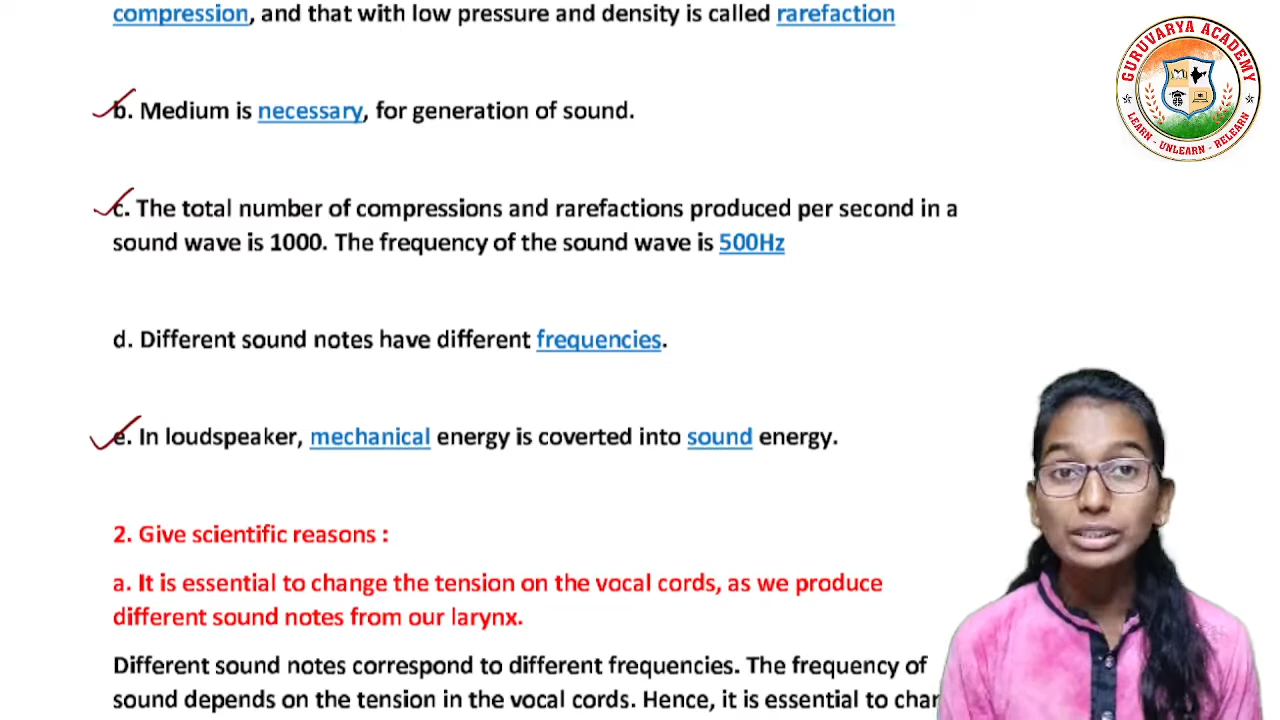 compression, and that with low pressure and density is called rarefaction
b. Medium is necessary, for generation of sound.
c. The total number of compressions and rarefactions produced per second in a
sound wave is 1000. The frequency of the sound wave is 500Hz
d. Different sound notes have different frequencies.
e. In loudspeaker, mechanical energy is coverted into sound energy.
2. Give scientific reasons :
a. It is essential to change the tension on the vocal cords, as we produce
different sound notes from our larynx.
Different sound notes correspond to different frequencies. The frequency of
sound depends on the tension in the vocal cords. Hence, it is essential to
GURUVARYA ACADEMY
LEARN - UNLEARN - RELEARN